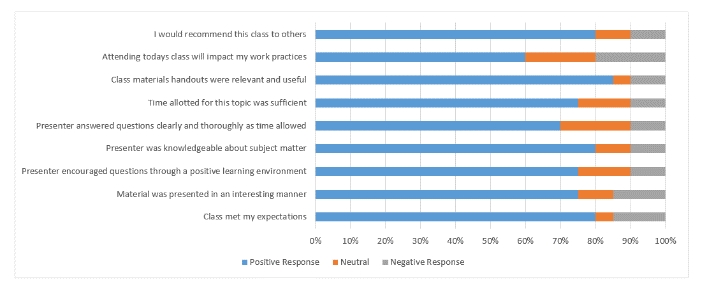 I would recommend this class to others
Attending todays class will impact my work practices
Class materials handouts were relevant and useful
Time allotted for this topic was sufficient
Presenter answered questions clearly and thoroughly as time allowed
Presenter was knowledgeable about subject matter
Presenter encouraged questions through a positive learning environment
Material was presented in an interesting manner
Class met my expectations
0% 10% 20% 30% 40% 50% 60% 70% 80% 90% 100%
Positive Response Neutral Negative Response